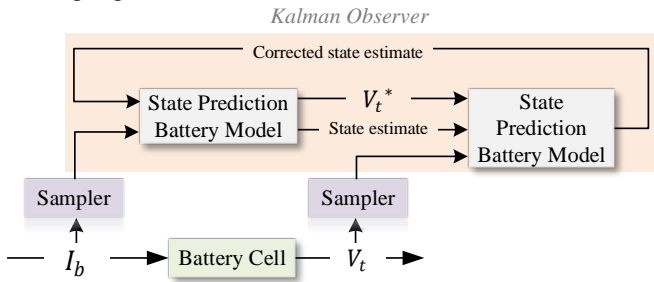 Kalman Observer
Corrected state estimate
State Prediction
Battery Model
V_t*
State estimate
State
Prediction
Battery Model
Sampler
Sampler
I_b
Battery Cell
V_t